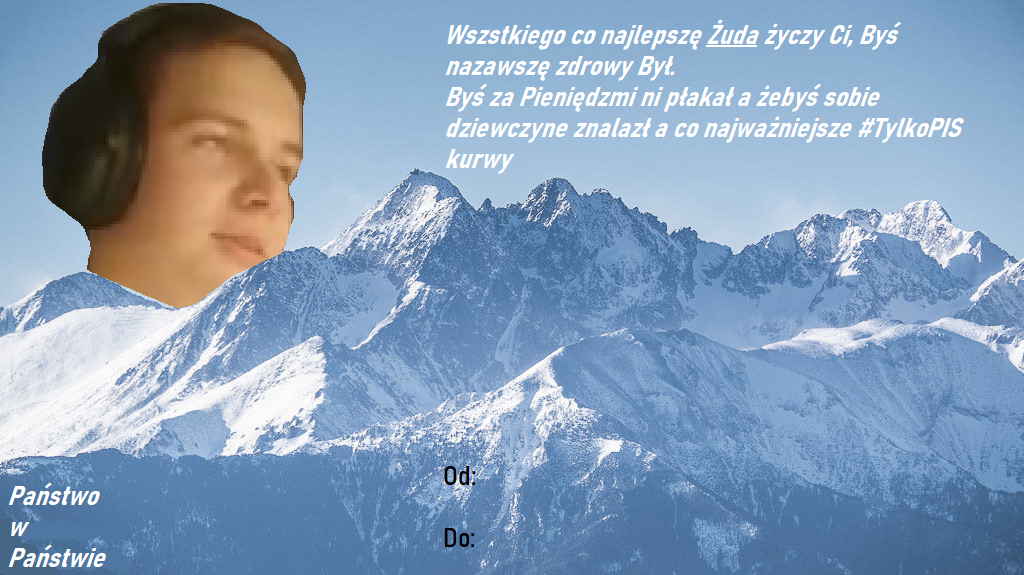 Wszstkiego co najlepszę Żuda życzy Ci, Byś
nazawszę zdrowy Był.
Byś za Pieniędzmi ni płakał a żebyś sobie
dziewczyne znalazł a co najważniejsze #TylkoPIS
kurwy
Od:
Do:
Państwo
w
Państwie